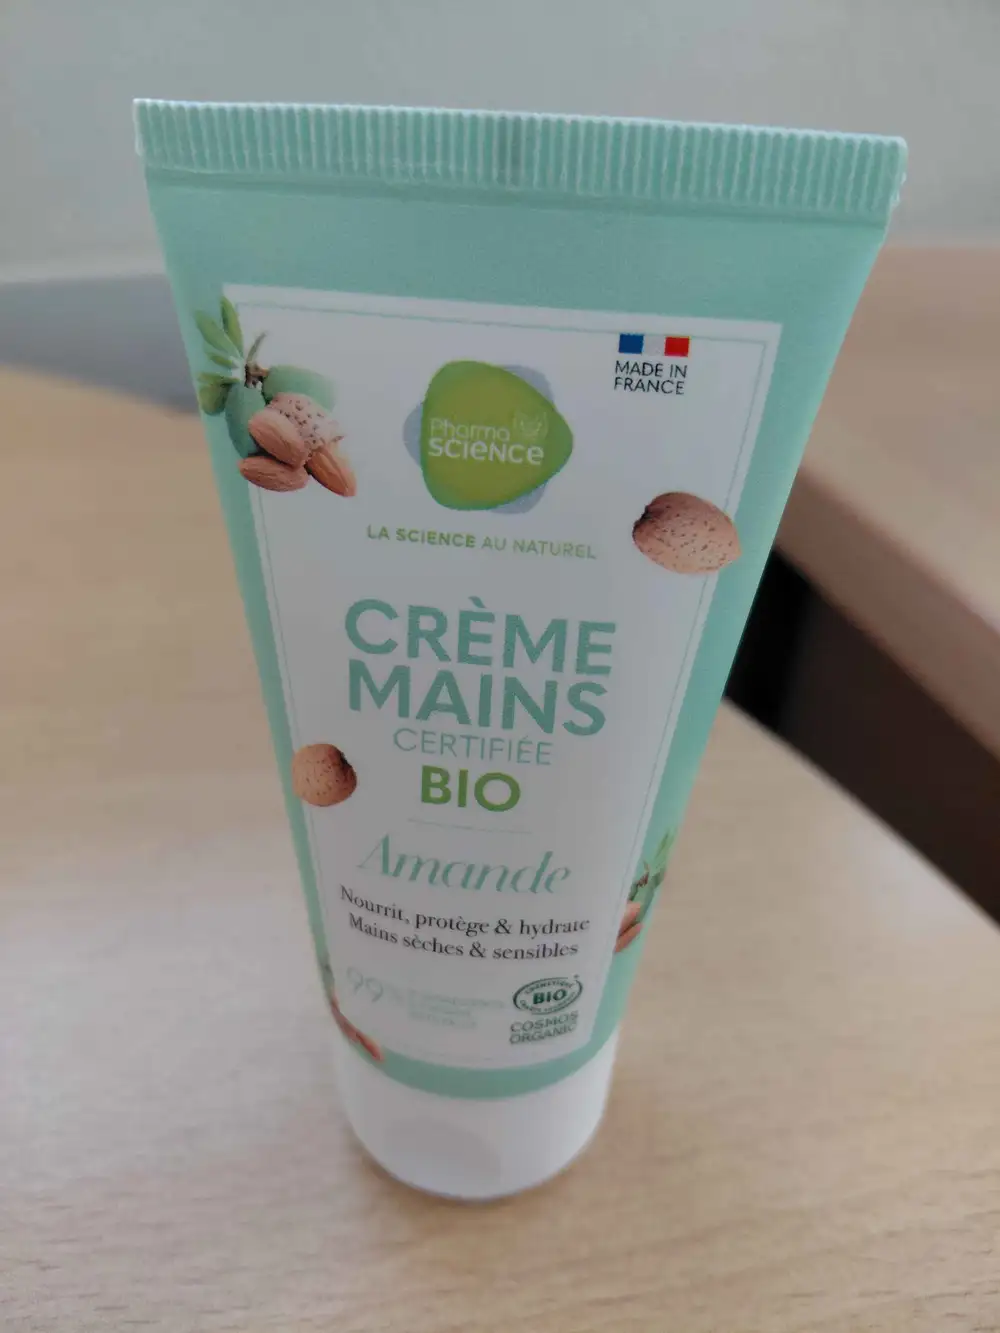 MADE IN
FRANCE
Pharma
SCIENCE
LA SCIENCE AU NATUREL
CRÈME
MAINS
CERTIFIÉE
BIO
Amande
Nourrit, protège & hydrate
Mains sèches & sensibles
99%
BIO
COSMOS
ORGANIC